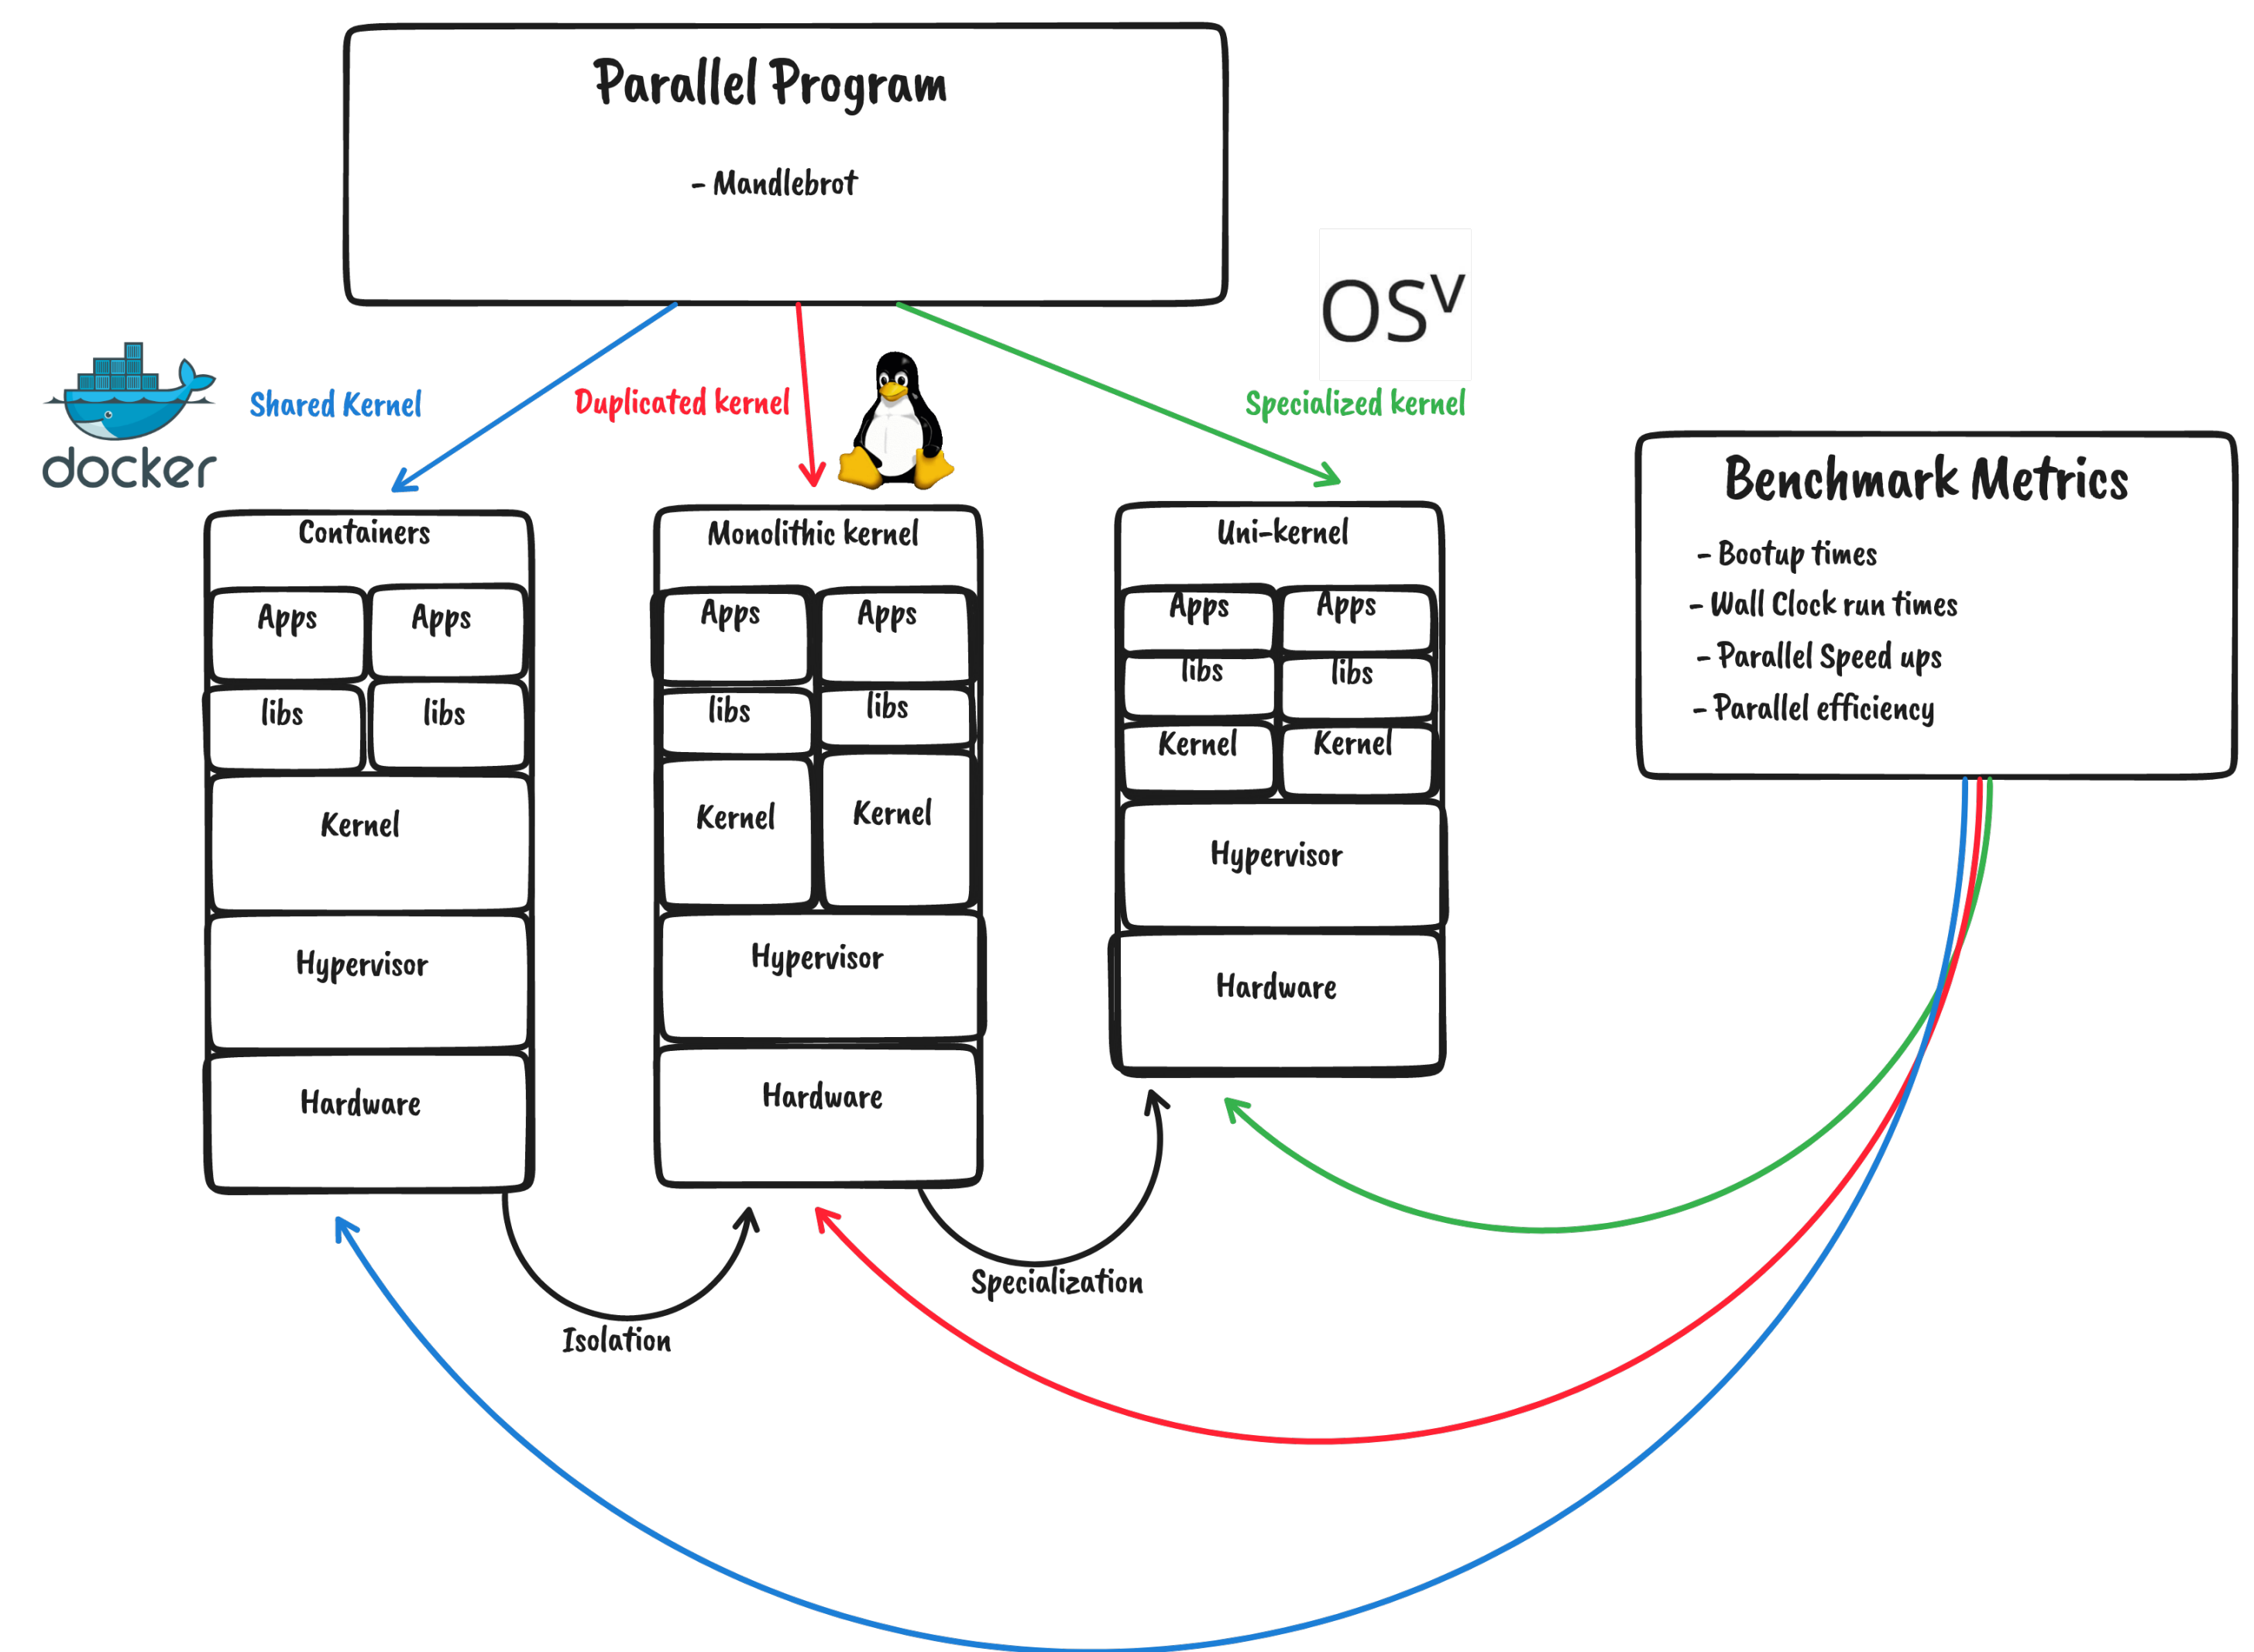 Parallel Program
- Mandlebrot
OSv
docker
Shared Kernel
Duplicated kernel
Specialized kernel
Containers
Apps
Apps
libs
libs
Kernel
Hypervisor
Hardware
Monolithic kernel
Apps
Apps
libs
libs
Kernel
Kernel
Hypervisor
Hardware
Uni-kernel
Apps
Apps
libs
libs
Kernel
Kernel
Hypervisor
Hardware
Benchmark Metrics
- Bootup times
- Wall Clock run times
- Parallel Speed ups
- Parallel efficiency
Isolation
Specialization